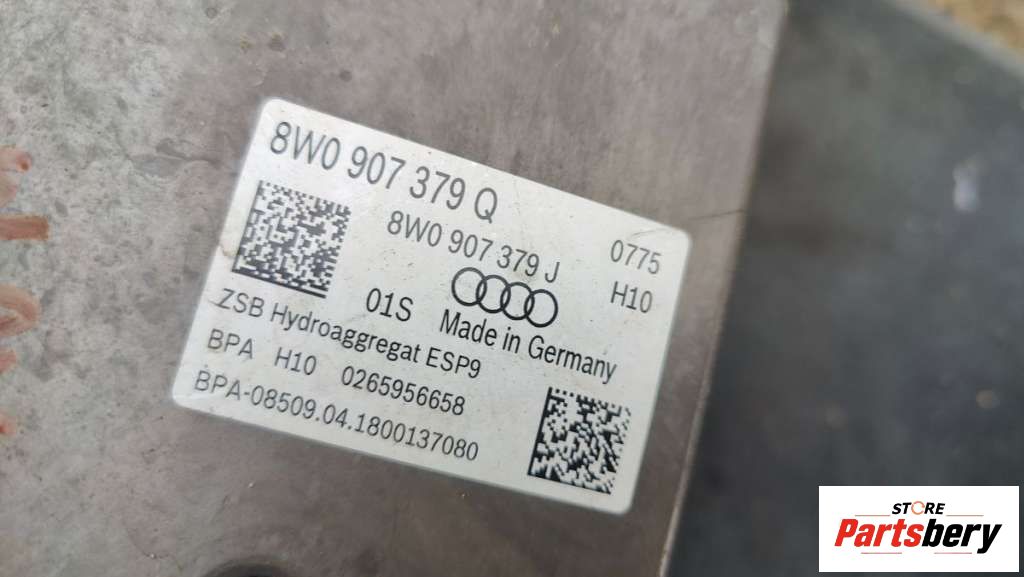 8W0 907 379 Q
8W0 907 379 J 0775
01S H10
Made in Germany
ZSB Hydroaggregat ESP9
BPA H10 0265956658
BPA-08509.04.1800137080
STORE
Partsbery